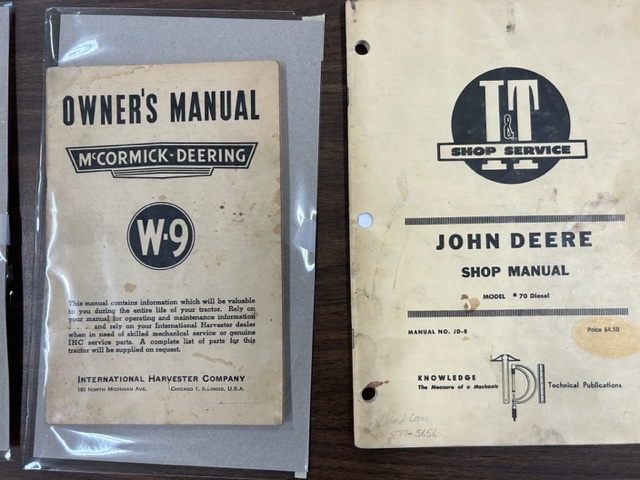 OWNER'S MANUAL
McCORMICK-DEERING
W-9
This manual contains information which will be valuable
to you during the entire life of your tractor. Rely on
your manual for operating and maintenance information
. . . and rely on your International Harvester dealer
when in need of skilled mechanical service or genuine
IHC service parts. A complete list of parts for this
tractor will be supplied on request.
INTERNATIONAL HARVESTER COMPANY
180 NORTH MICHIGAN AVE. CHICAGO 1, ILLINOIS, U.S.A.
I&T
SHOP SERVICE
JOHN DEERE
SHOP MANUAL
MODEL 70 Diesel
MANUAL NO. JD-8
Price $4.50
KNOWLEDGE
The Measure of a Mechanic
Technical Publications
5656